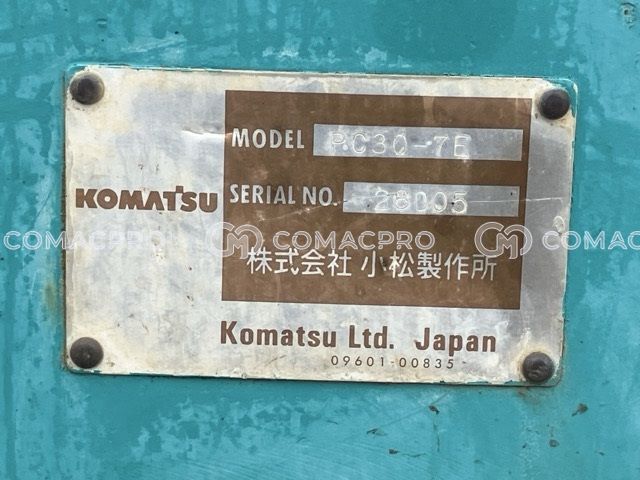 MODEL PC30-7E
KOMATSU
SERIAL NO. 28005
COMACPRO COMACPRO COMACPRO
株式会社 小松製作所
Komatsu Ltd. Japan
09601-00835